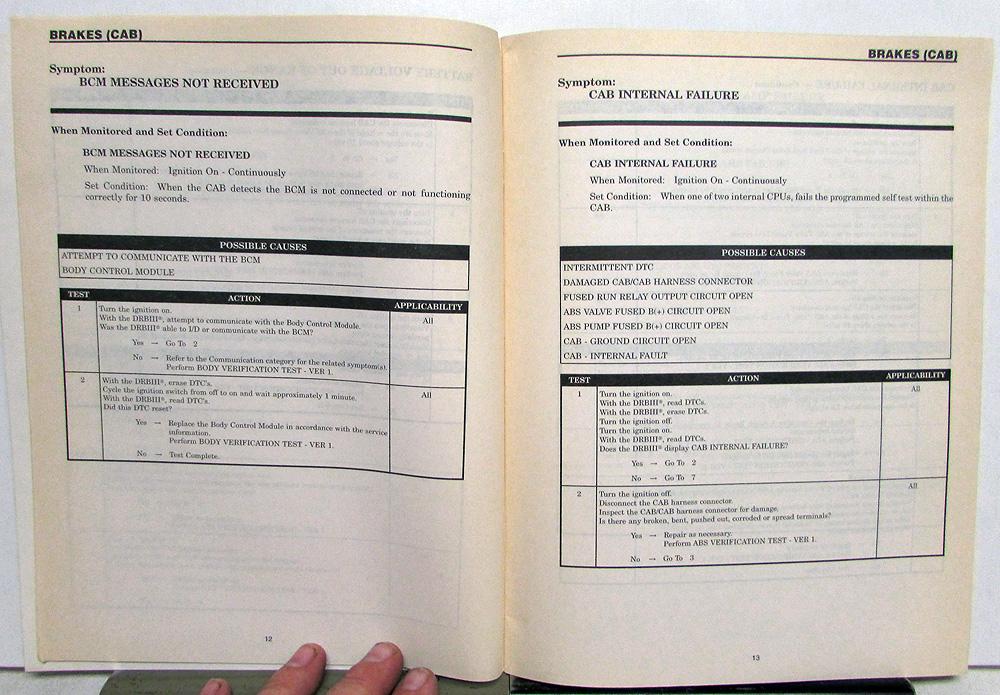 BRAKES (CAB)
Symptom:
BCM MESSAGES NOT RECEIVED
When Monitored and Set Condition:
BCM MESSAGES NOT RECEIVED
When Monitored: Ignition On - Continuously
Set Condition: When the CAB detects the BCM is not connected or not functioning
correctly for 10 seconds.
POSSIBLE CAUSES
ATTEMPT TO COMMUNICATE WITH THE BCM
BODY CONTROL MODULE
TEST ACTION APPLICABILITY
1 Turn the ignition on. All
With the DRBIII®, attempt to communicate with the Body Control Module.
Was the DRBIII® able to I/D or communicate with the BCM?
Yes → Go To 2
No → Refer to the Communication category for the related symptom(s).
Perform BODY VERIFICATION TEST - VER 1.
2 With the DRBIII®, erase DTC's. All
Cycle the ignition switch from off to on and wait approximately 1 minute.
With the DRBIII®, read DTC's.
Did this DTC reset?
Yes → Replace the Body Control Module in accordance with the service
information.
Perform BODY VERIFICATION TEST - VER 1.
No → Test Complete.
12
BRAKES (CAB)
Symptom:
CAB INTERNAL FAILURE
When Monitored and Set Condition:
CAB INTERNAL FAILURE
When Monitored: Ignition On - Continuously
Set Condition: When one of two internal CPUs, fails the programmed self test within the
CAB.
POSSIBLE CAUSES
INTERMITTENT DTC
DAMAGED CAB/CAB HARNESS CONNECTOR
FUSED RUN RELAY OUTPUT CIRCUIT OPEN
ABS VALVE FUSED B(+) CIRCUIT OPEN
ABS PUMP FUSED B(+) CIRCUIT OPEN
CAB - GROUND CIRCUIT OPEN
CAB - INTERNAL FAULT
TEST ACTION APPLICABILITY
1 Turn the ignition on. All
With the DRBIII®, read DTCs.
With the DRBIII®, erase DTCs.
Turn the ignition off.
Turn the ignition on.
With the DRBIII®, read DTCs.
Does the DRBIII® display CAB INTERNAL FAILURE?
Yes → Go To 2
No → Go To 7
2 Turn the ignition off. All
Disconnect the CAB harness connector.
Inspect the CAB/CAB harness connector for damage.
Is there any broken, bent, pushed out, corroded or spread terminals?
Yes → Repair as necessary.
Perform ABS VERIFICATION TEST - VER 1.
No → Go To 3
13